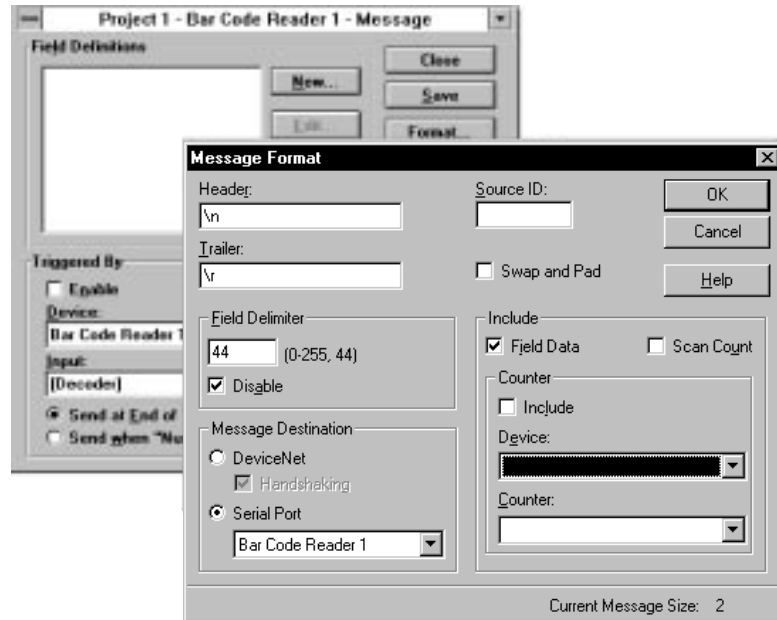 Project 1 - Bar Code Reader 1 - Message
Field Definitions
New...
Close
Save
Edit...
Format...
Triggered By
Enable
Device:
Bar Code Reader 1
Input:
(Decoder)
Send at End of
Send when "Nu
Message Format
Header:
\n
Source ID:
OK
Cancel
Trailer:
\r
Swap and Pad
Help
Field Delimiter
44 (0-255, 44)
Disable
Include
Field Data
Scan Count
Counter
Include
Device:
Counter:
Message Destination
DeviceNet
Handshaking
Serial Port
Bar Code Reader 1
Current Message Size: 2